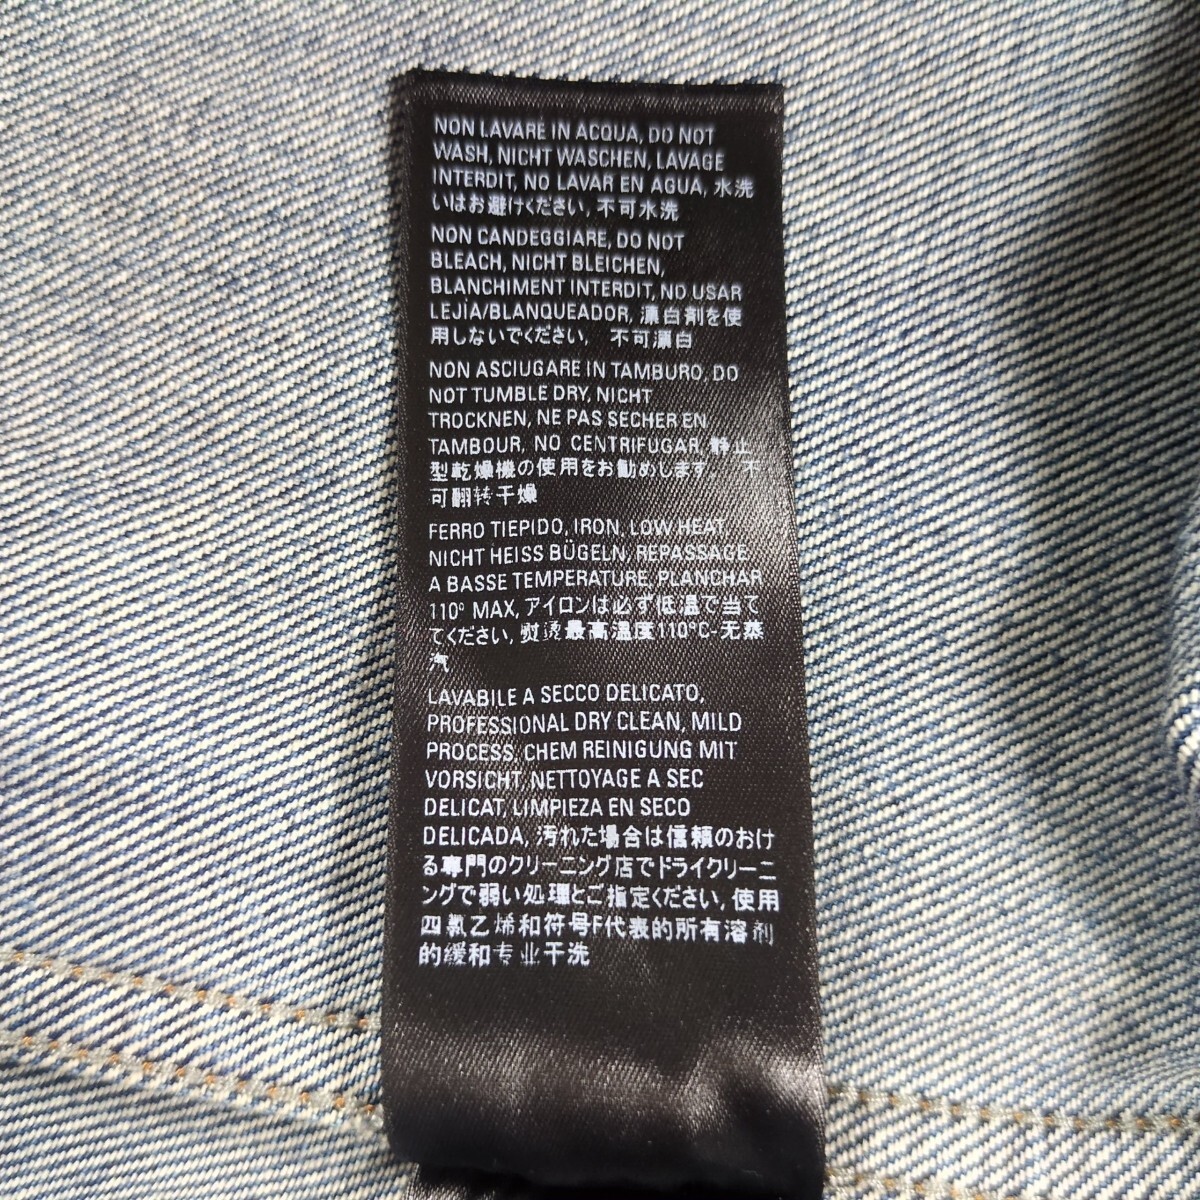 NON LAVARE IN ACQUA, DO NOT
WASH, NICHT WASCHEN, LAVAGE
INTERDIT, NO LAVAR EN AGUA, 水洗
いはお避けください, 不可水洗
NON CANDEGGIARE, DO NOT
BLEACH, NICHT BLEICHEN,
BLANCHIMENT INTERDIT, NO USAR
LEJÍA/BLANQUEADOR, 漂白剤を使
用しないでください, 不可漂白
NON ASCIUGARE IN TAMBURO, DO
NOT TUMBLE DRY, NICHT
TROCKNEN, NE PAS SECHER EN
TAMBOUR, NO CENTRIFUGAR, 静止
型乾燥機の使用をお勧めします 不
可翻转干燥
FERRO TIEPIDO, IRON, LOW HEAT
NICHT HEISS BÜGELN, REPASSAGE
A BASSE TEMPERATURE, PLANCHAR
110° MAX, アイロンは必ず低温で当て
てください, 熨烫最高温度110°C-无蒸
汽
LAVABILE A SECCO DELICATO,
PROFESSIONAL DRY CLEAN, MILD
PROCESS, CHEM REINIGUNG MIT
VORSICHT, NETTOYAGE A SEC
DELICAT, LIMPIEZA EN SECO
DELICADA, 汚れた場合は信頼のおけ
る専門のクリーニング店でドライクリーニ
ングで弱い処理とご指定ください, 使用
四氯乙烯和符号F代表的所有溶剂
的缓和专业干洗